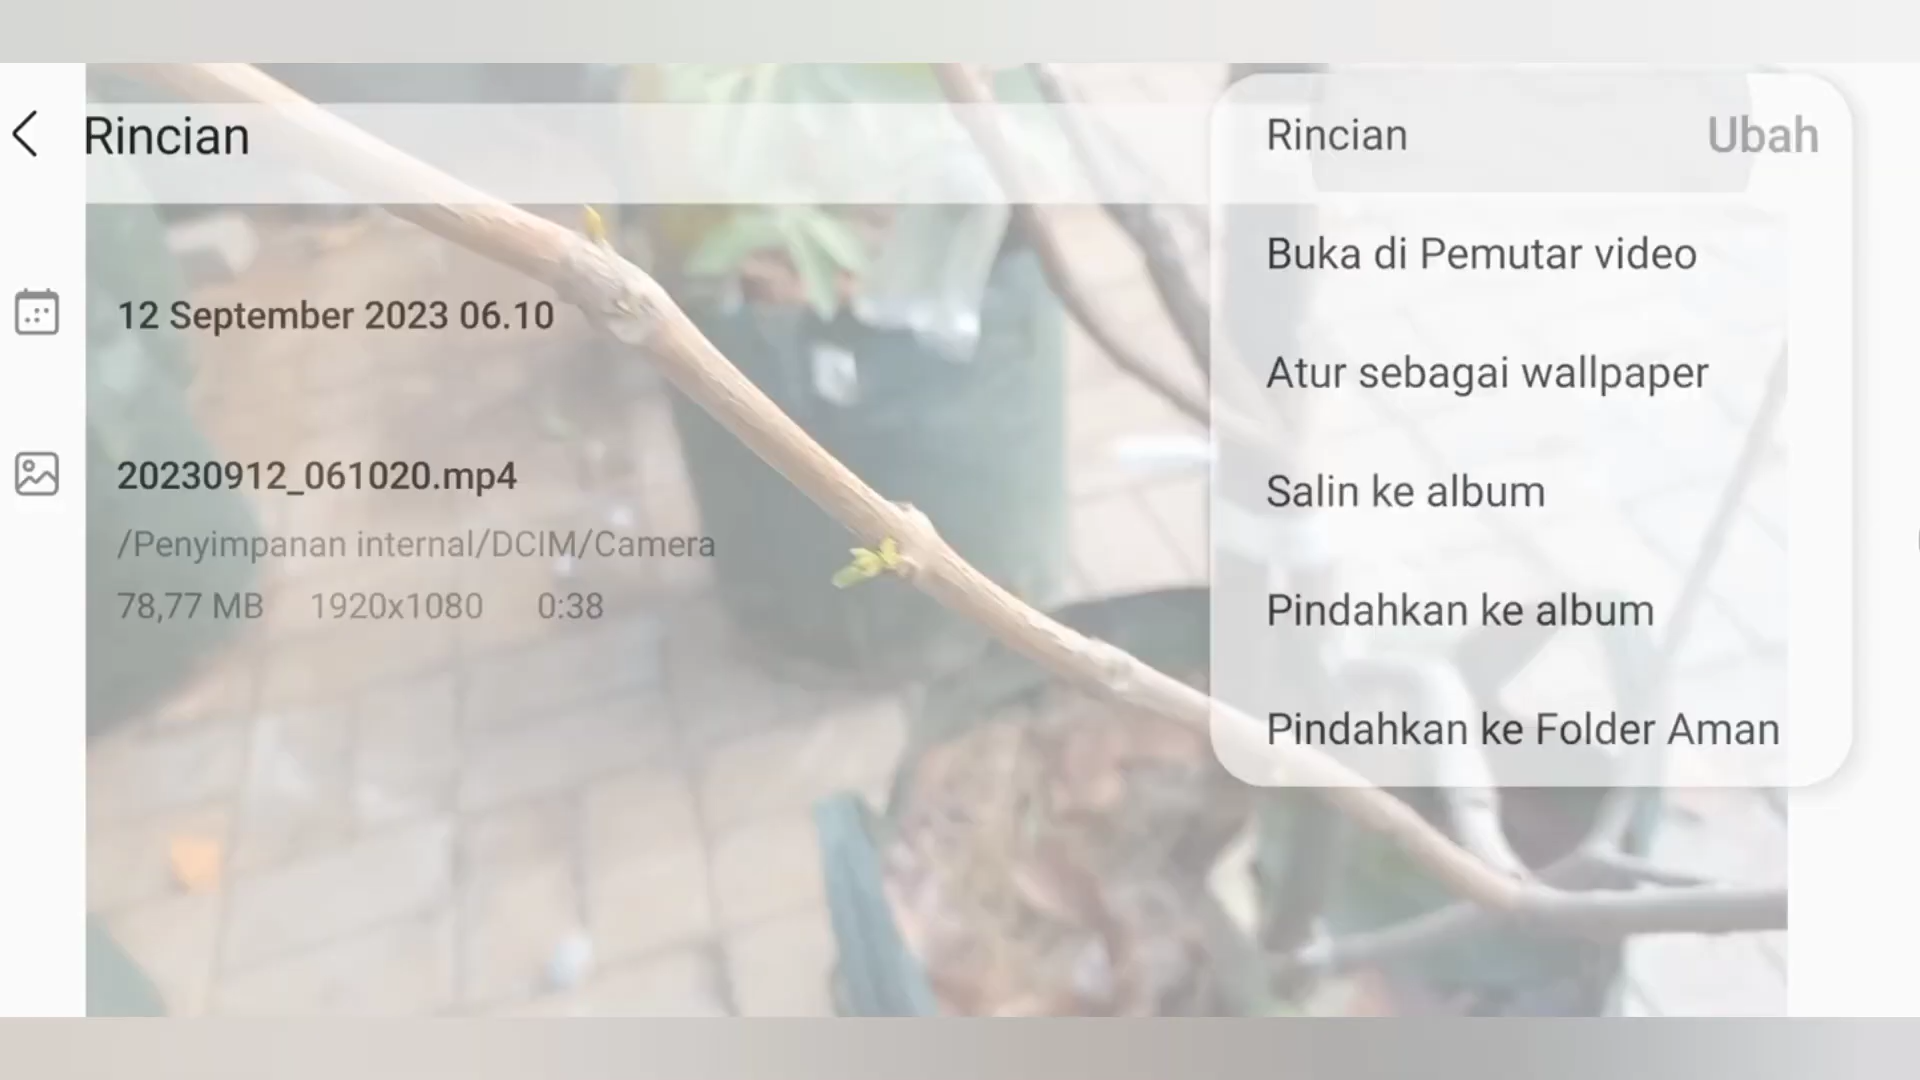 Rincian
12 September 2023 06.10
20230912_061020.mp4
/Penyimpanan internal/DCIM/Camera
78,77 MB 1920x1080 0:38
Rincian
Ubah
Buka di Pemutar video
Atur sebagai wallpaper
Salin ke album
Pindahkan ke album
Pindahkan ke Folder Aman